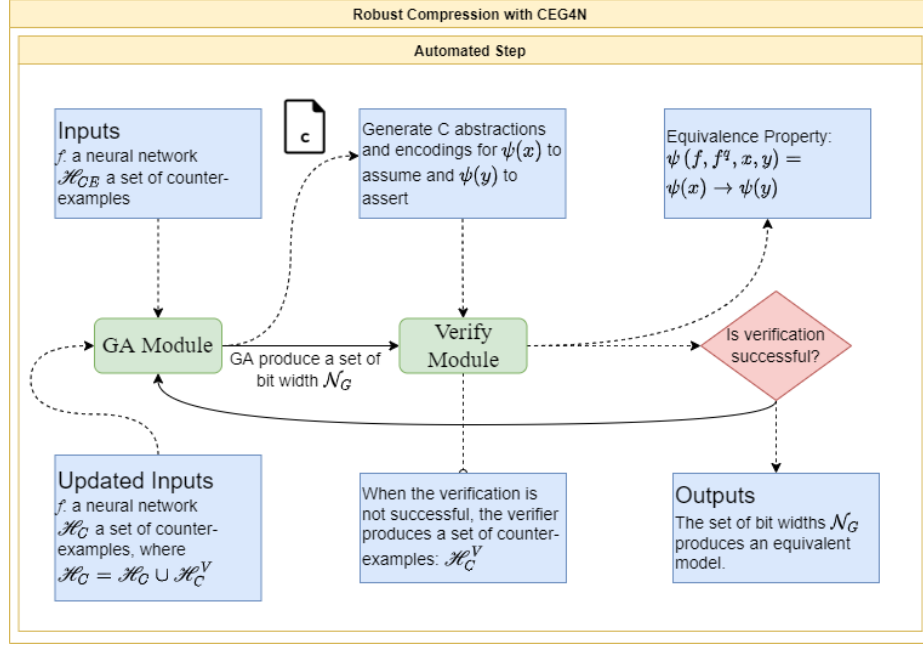 Robust Compression with CEG4N
Automated Step
Inputs
f: a neural network
ℋ_CE a set of counter-
examples
C
Generate C abstractions
and encodings for ψ(x) to
assume and ψ(y) to
assert
Equivalence Property:
ψ (f, f^q, x, y) =
ψ(x) → ψ(y)
GA Module
GA produce a set of
bit width 𝒩_G
Verify
Module
Is verification
successful?
Updated Inputs
f: a neural network
ℋ_C a set of counter-
examples, where
ℋ_C = ℋ_C ∪ ℋ_C^V
When the verification is
not successful, the verifier
produces a set of counter-
examples: ℋ_C^V
Outputs
The set of bit widths 𝒩_G
produces an equivalent
model.